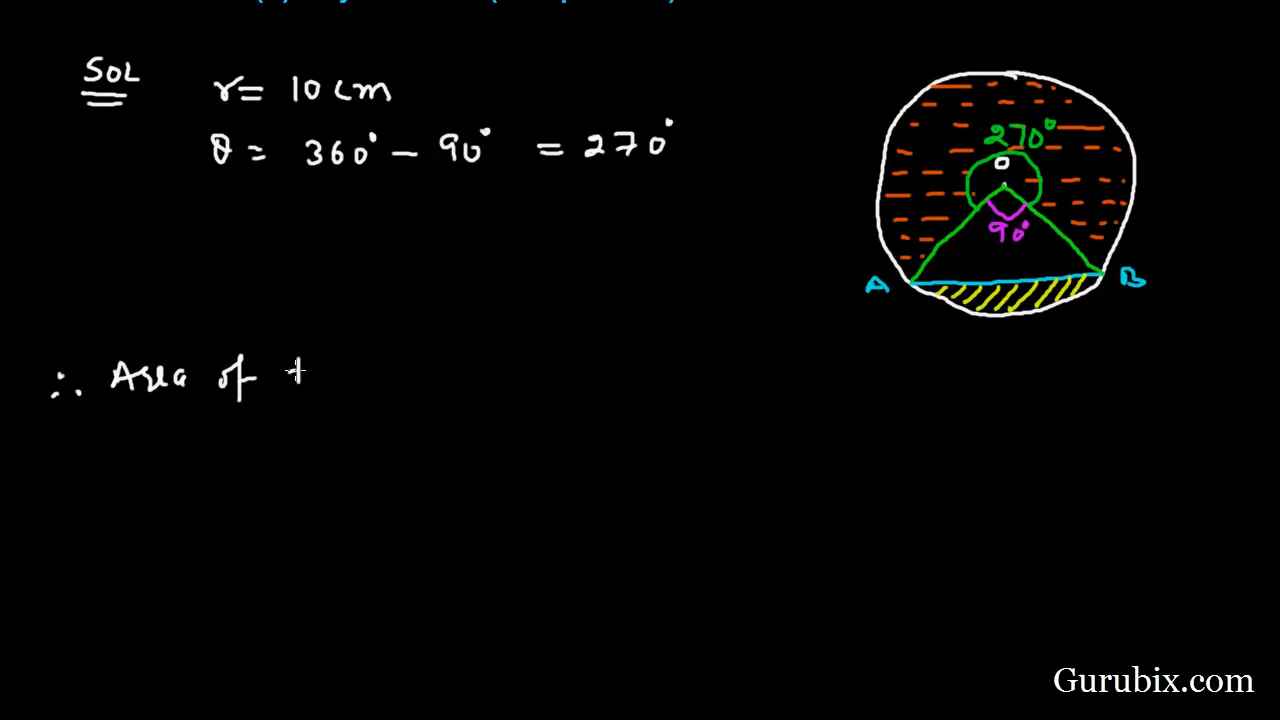 SOL r = 10 cm
θ = 360° - 90° = 270°
270°
O
90°
A B
∴ Area of
Gurubix.com